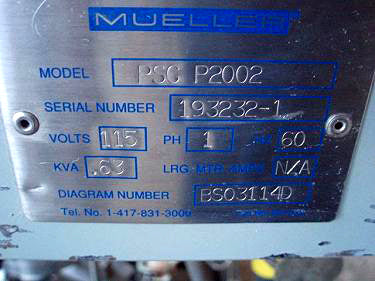 MUELLER
MODEL PSC P2002
SERIAL NUMBER 193232-1
VOLTS 115 PH 1 60
KVA .63 LRG. MTR. AMPS N/A
DIAGRAM NUMBER BS03114D
Tel. No. 1-417-831-3000